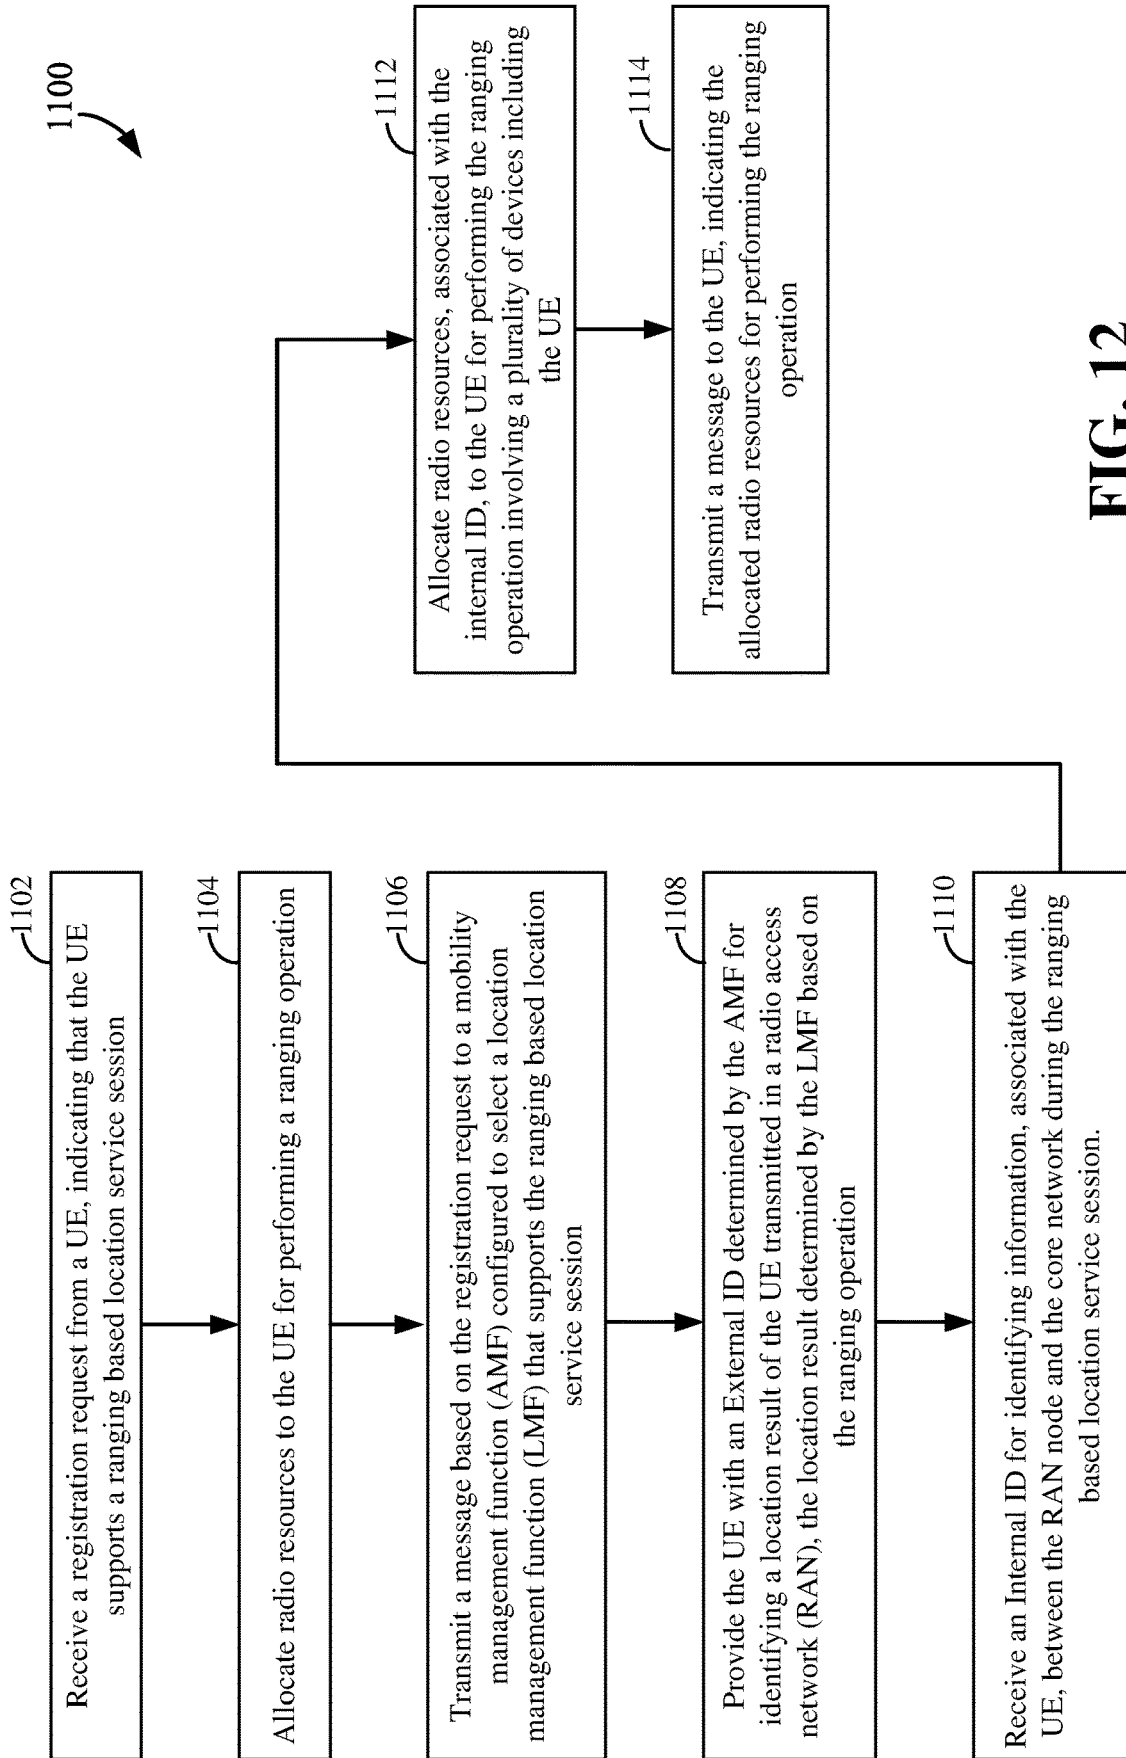 1100
1102
Receive a registration request from a UE, indicating that the UE
supports a ranging based location service session
1104
Allocate radio resources to the UE for performing a ranging operation
1106
Transmit a message based on the registration request to a mobility
management function (AMF) configured to select a location
management function (LMF) that supports the ranging based location
service session
1108
Provide the UE with an External ID determined by the AMF for
identifying a location result of the UE transmitted in a radio access
network (RAN), the location result determined by the LMF based on
the ranging operation
1110
Receive an Internal ID for identifying information, associated with the
UE, between the RAN node and the core network during the ranging
based location service session.
1112
Allocate radio resources, associated with the
internal ID, to the UE for performing the ranging
operation involving a plurality of devices including
the UE
1114
Transmit a message to the UE, indicating the
allocated radio resources for performing the ranging
operation
FIG. 12